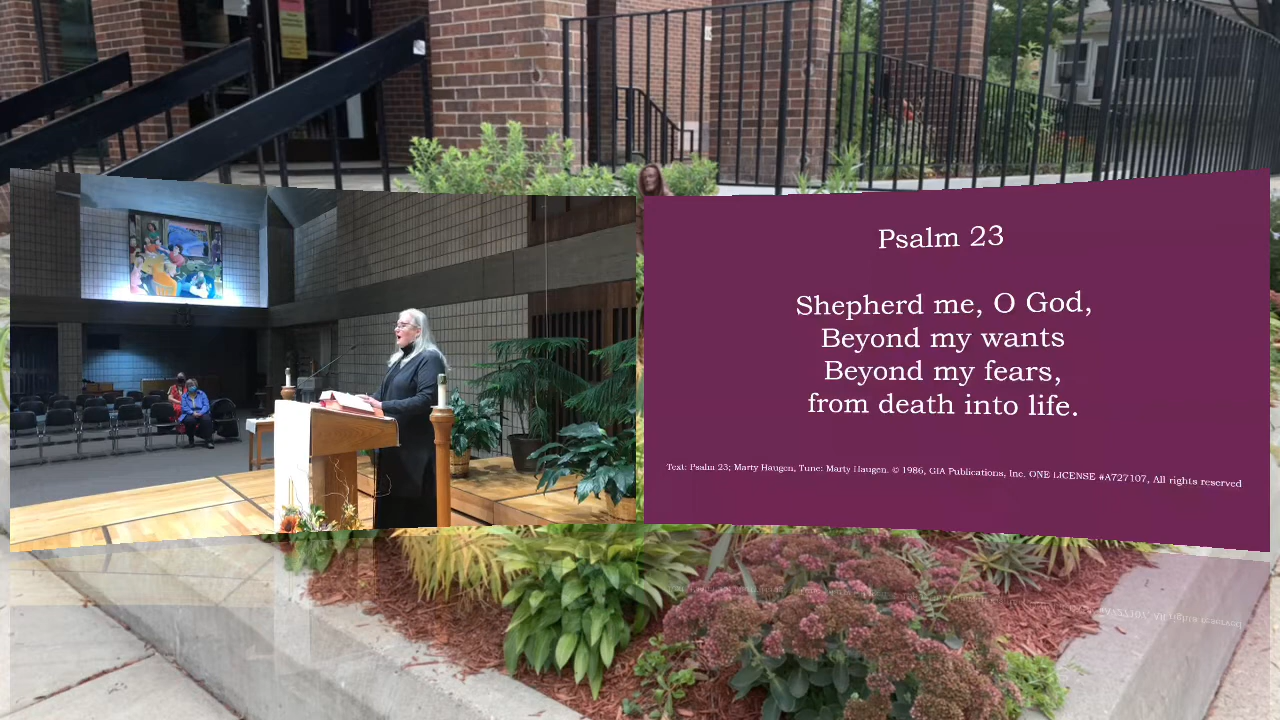 Psalm 23
Shepherd me, O God,
Beyond my wants
Beyond my fears,
from death into life.
Text: Psalm 23; Marty Haugen, Tune: Marty Haugen. © 1986, GIA Publications, Inc. ONE LICENSE #A727107, All rights reserved